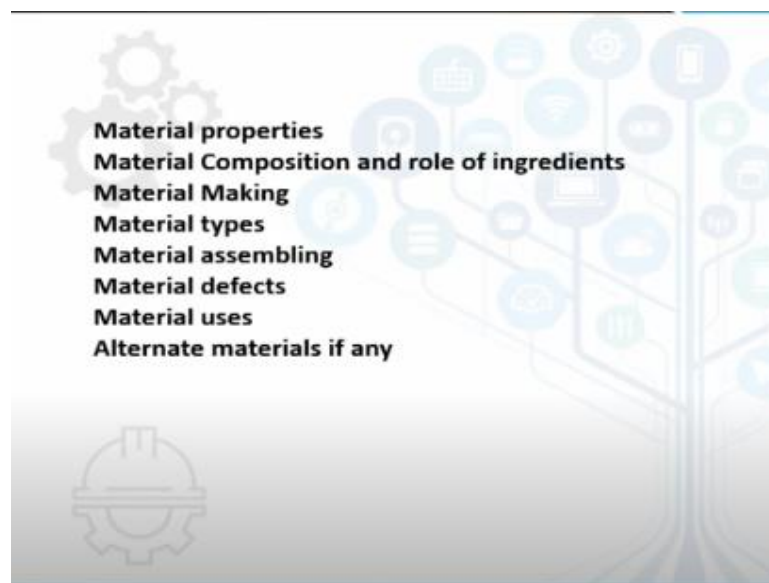 Material properties
Material Composition and role of ingredients
Material Making
Material types
Material assembling
Material defects
Material uses
Alternate materials if any